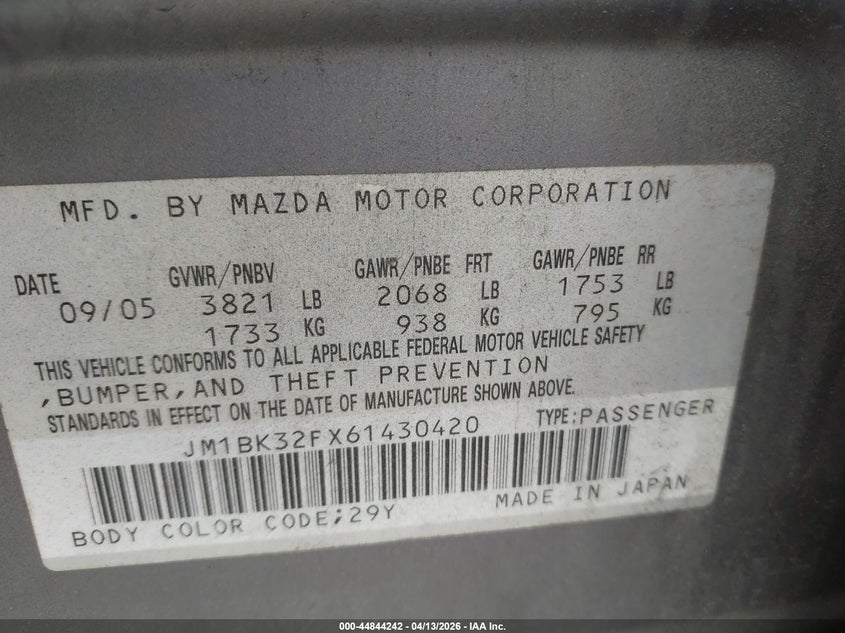 MFD. BY MAZDA MOTOR CORPORATION
DATE GVWR/PNBV GAWR/PNBE FRT GAWR/PNBE RR
09/05 3821 LB 2068 LB 1753 LB
1733 KG 938 KG 795 KG
THIS VEHICLE CONFORMS TO ALL APPLICABLE FEDERAL MOTOR VEHICLE SAFETY
,BUMPER,AND THEFT PREVENTION
STANDARDS IN EFFECT ON THE DATE OF MANUFACTURE SHOWN ABOVE.
JM1BK32FX61430420 TYPE:PASSENGER
BODY COLOR CODE;29Y MADE IN JAPAN
000-44844242 - 04/13/2026 - IAA Inc.